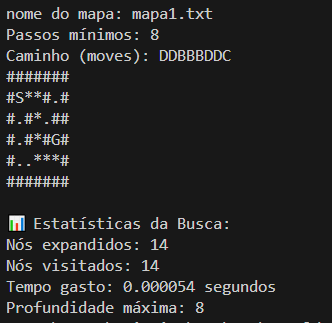 nome do mapa: mapa1.txt
Passos mínimos: 8
Caminho (moves): DDBBBDDC
#######
#S**#.#
#.#*.##
#.#*#G#
#..***#
#######
📊 Estatísticas da Busca:
Nós expandidos: 14
Nós visitados: 14
Tempo gasto: 0.000054 segundos
Profundidade máxima: 8